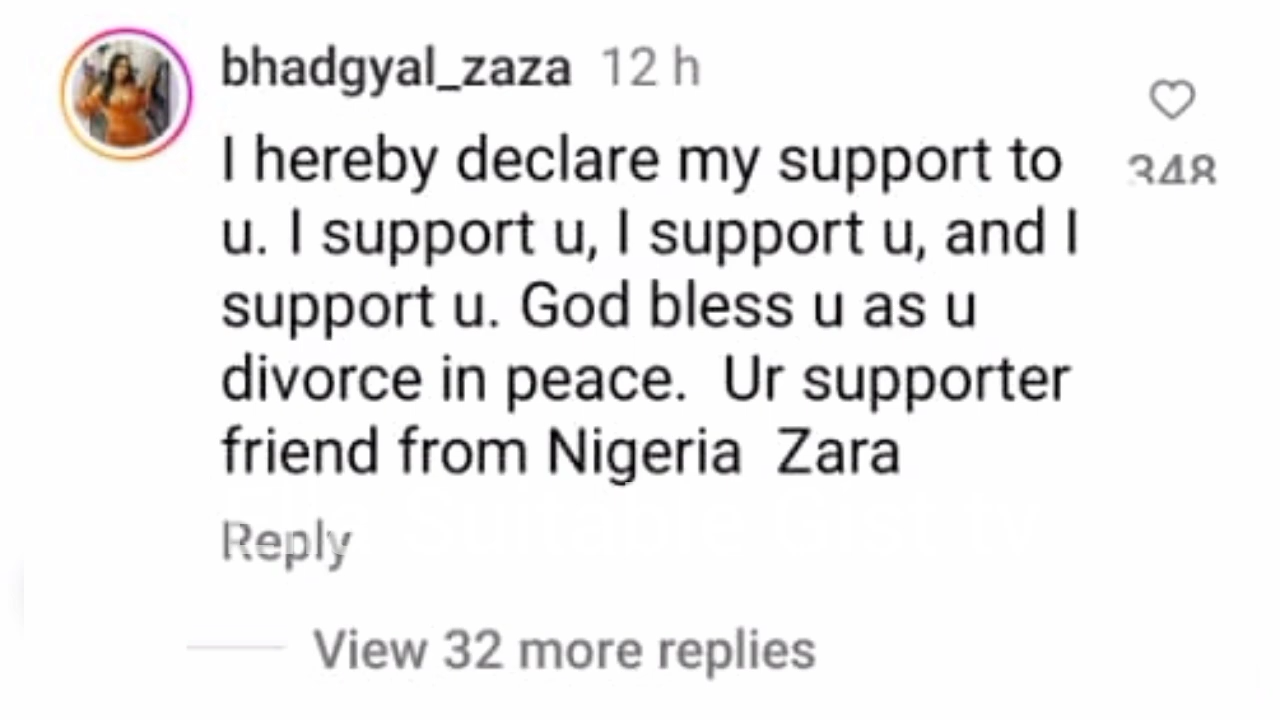 bhadgyal_zaza 12 h
348
I hereby declare my support to
u. I support u, I support u, and I
support u. God bless u as u
divorce in peace.  Ur supporter
friend from Nigeria  Zara
Reply
View 32 more replies